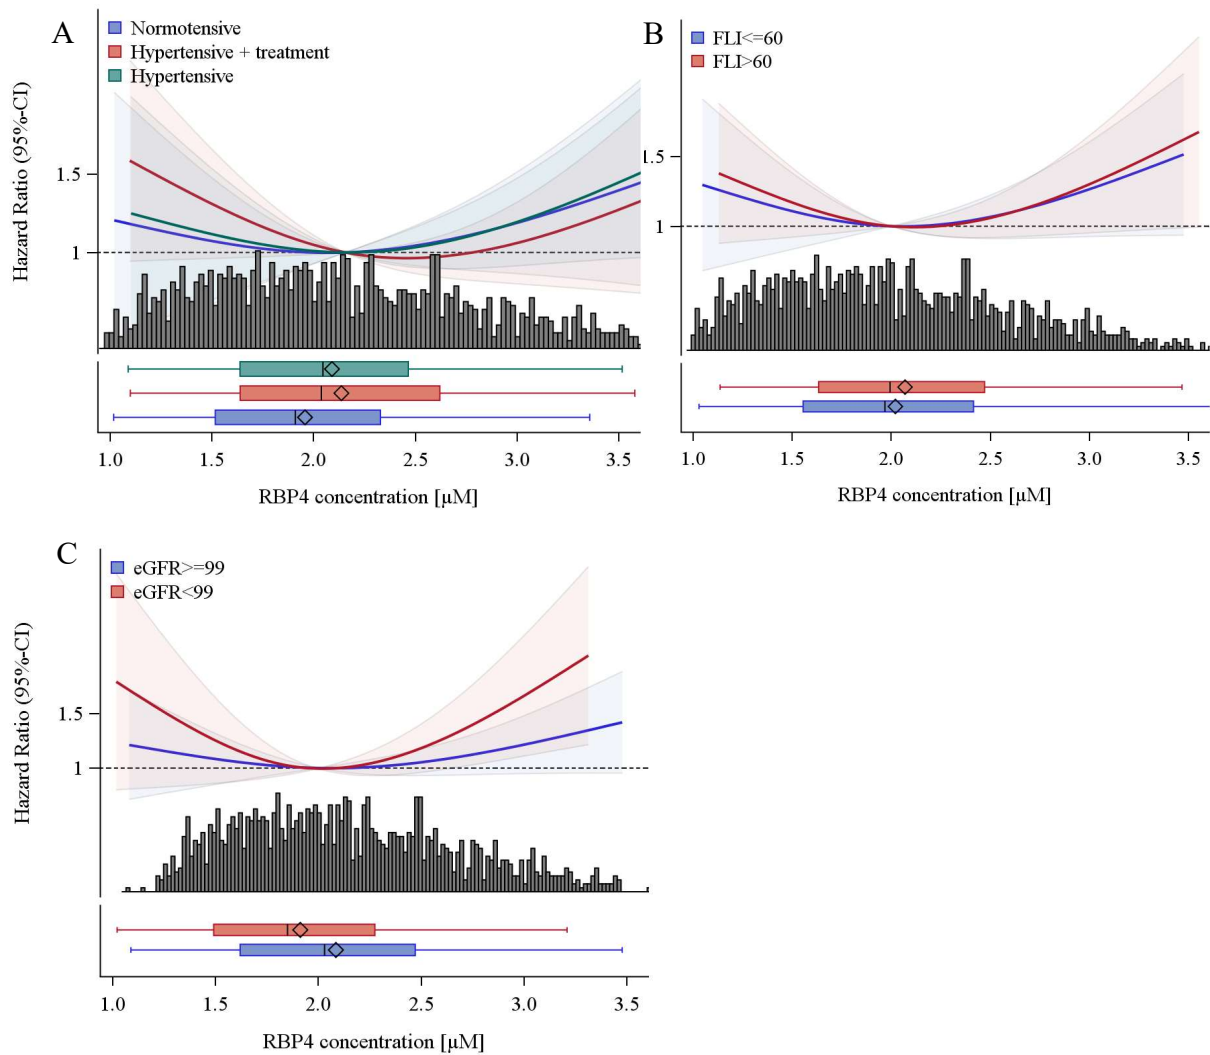 A
Normotensive
Hypertensive + treatment
Hypertensive
Hazard Ratio (95%-CI)
1.5
1
1.0 1.5 2.0 2.5 3.0 3.5
RBP4 concentration [µM]
B
FLI<=60
FLI>60
1.5
1
1.0 1.5 2.0 2.5 3.0 3.5
RBP4 concentration [µM]
C
eGFR>=99
eGFR<99
Hazard Ratio (95%-CI)
1.5
1
1.0 1.5 2.0 2.5 3.0 3.5
RBP4 concentration [µM]